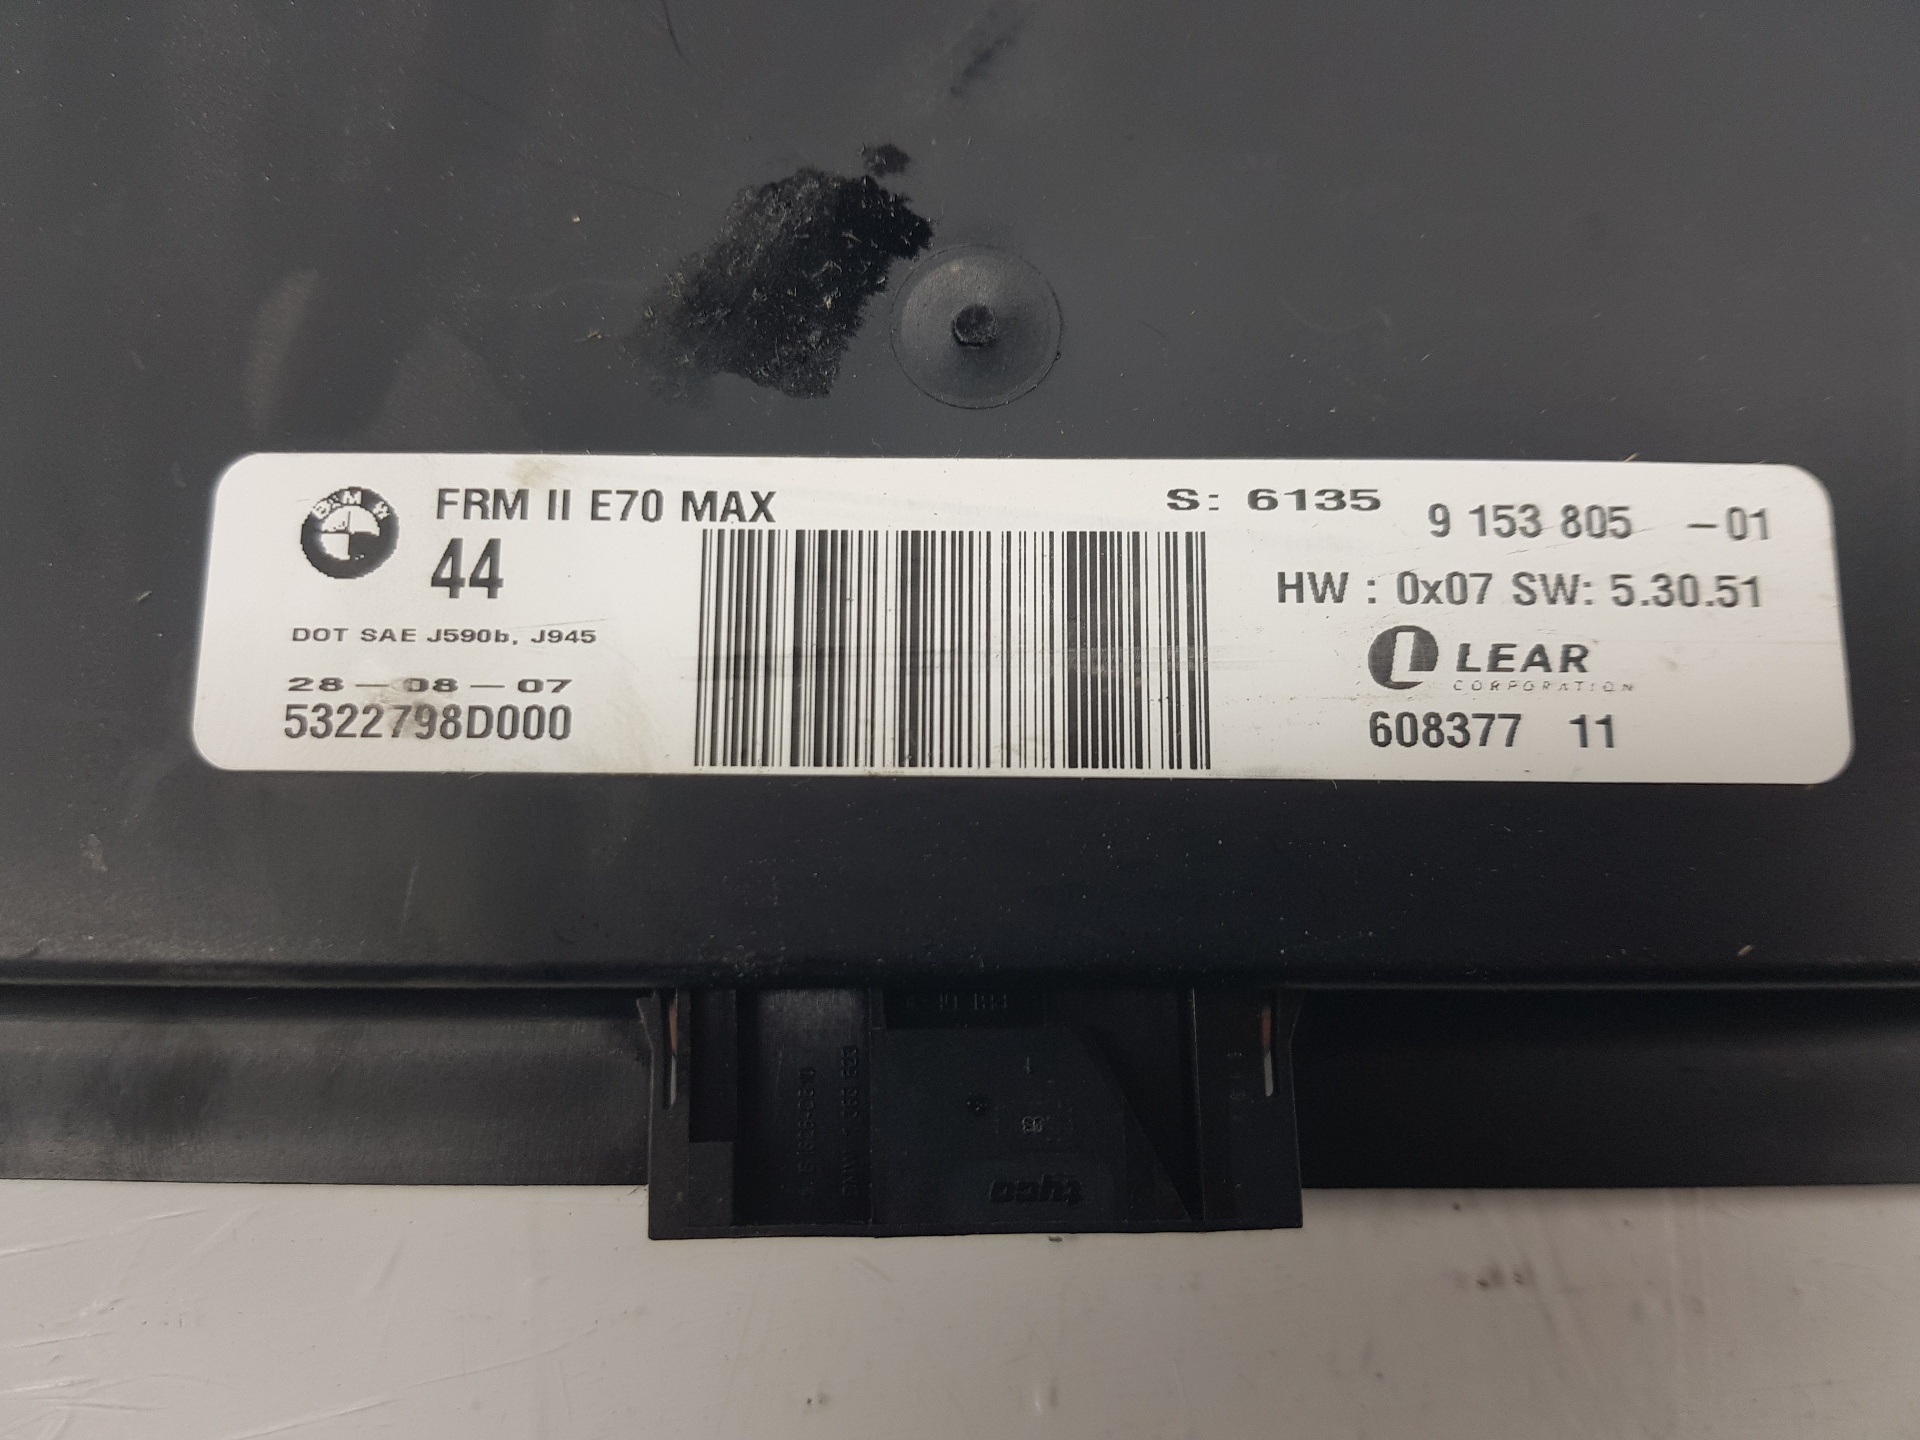 BMW
FRM II E70 MAX
S: 6135
9 153 805 -01
44
HW : 0x07 SW: 5.30.51
DOT SAE J590b, J945
LEAR
CORPORATION
28-08-07
5322798D000
608377 11
tyco